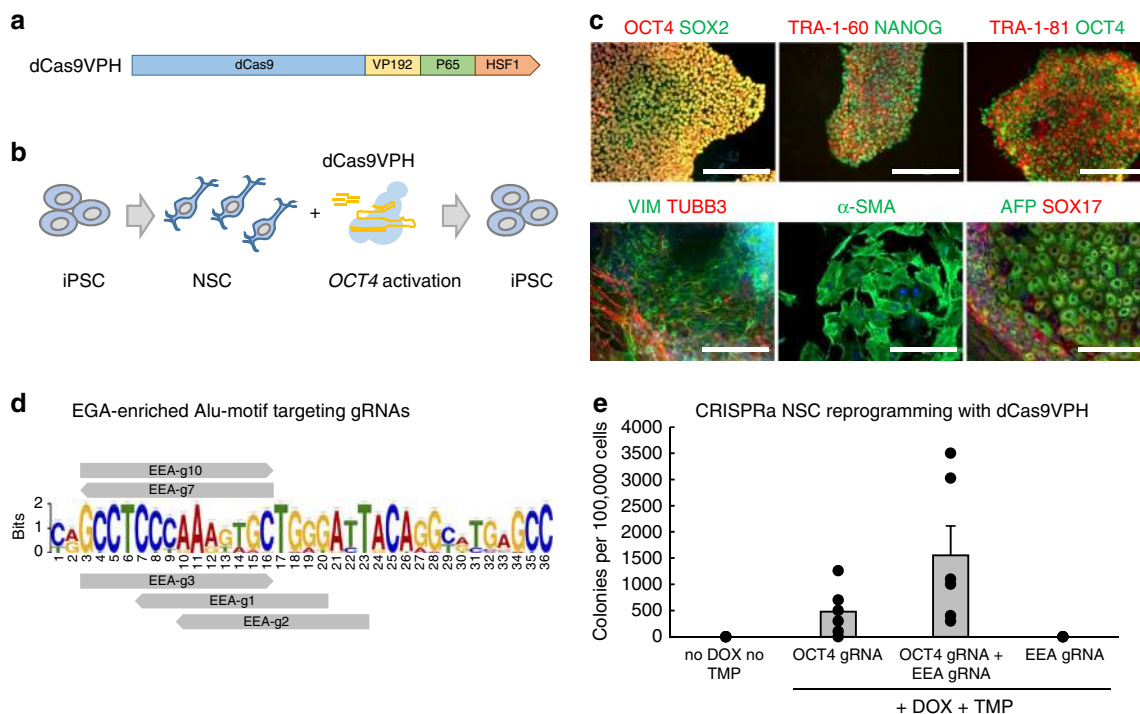 a
dCas9VPH
dCas9
VP192
P65
HSF1
b
dCas9VPH
+
iPSC
NSC
OCT4 activation
iPSC
c
OCT4 SOX2
TRA-1-60 NANOG
TRA-1-81 OCT4
VIM TUBB3
α-SMA
AFP SOX17
d
EGA-enriched Alu-motif targeting gRNAs
EEA-g10
EEA-g7
Bits
2
1
0
1 2 3 4 5 6 7 8 9 10 11 12 13 14 15 16 17 18 19 20 21 22 23 24 25 26 27 28 29 30 31 32 33 34 35 36
EEA-g3
EEA-g1
EEA-g2
e
CRISPRa NSC reprogramming with dCas9VPH
Colonies per 100,000 cells
4000
3500
3000
2500
2000
1500
1000
500
0
no DOX no
TMP
OCT4 gRNA
OCT4 gRNA +
EEA gRNA
EEA gRNA
+ DOX + TMP